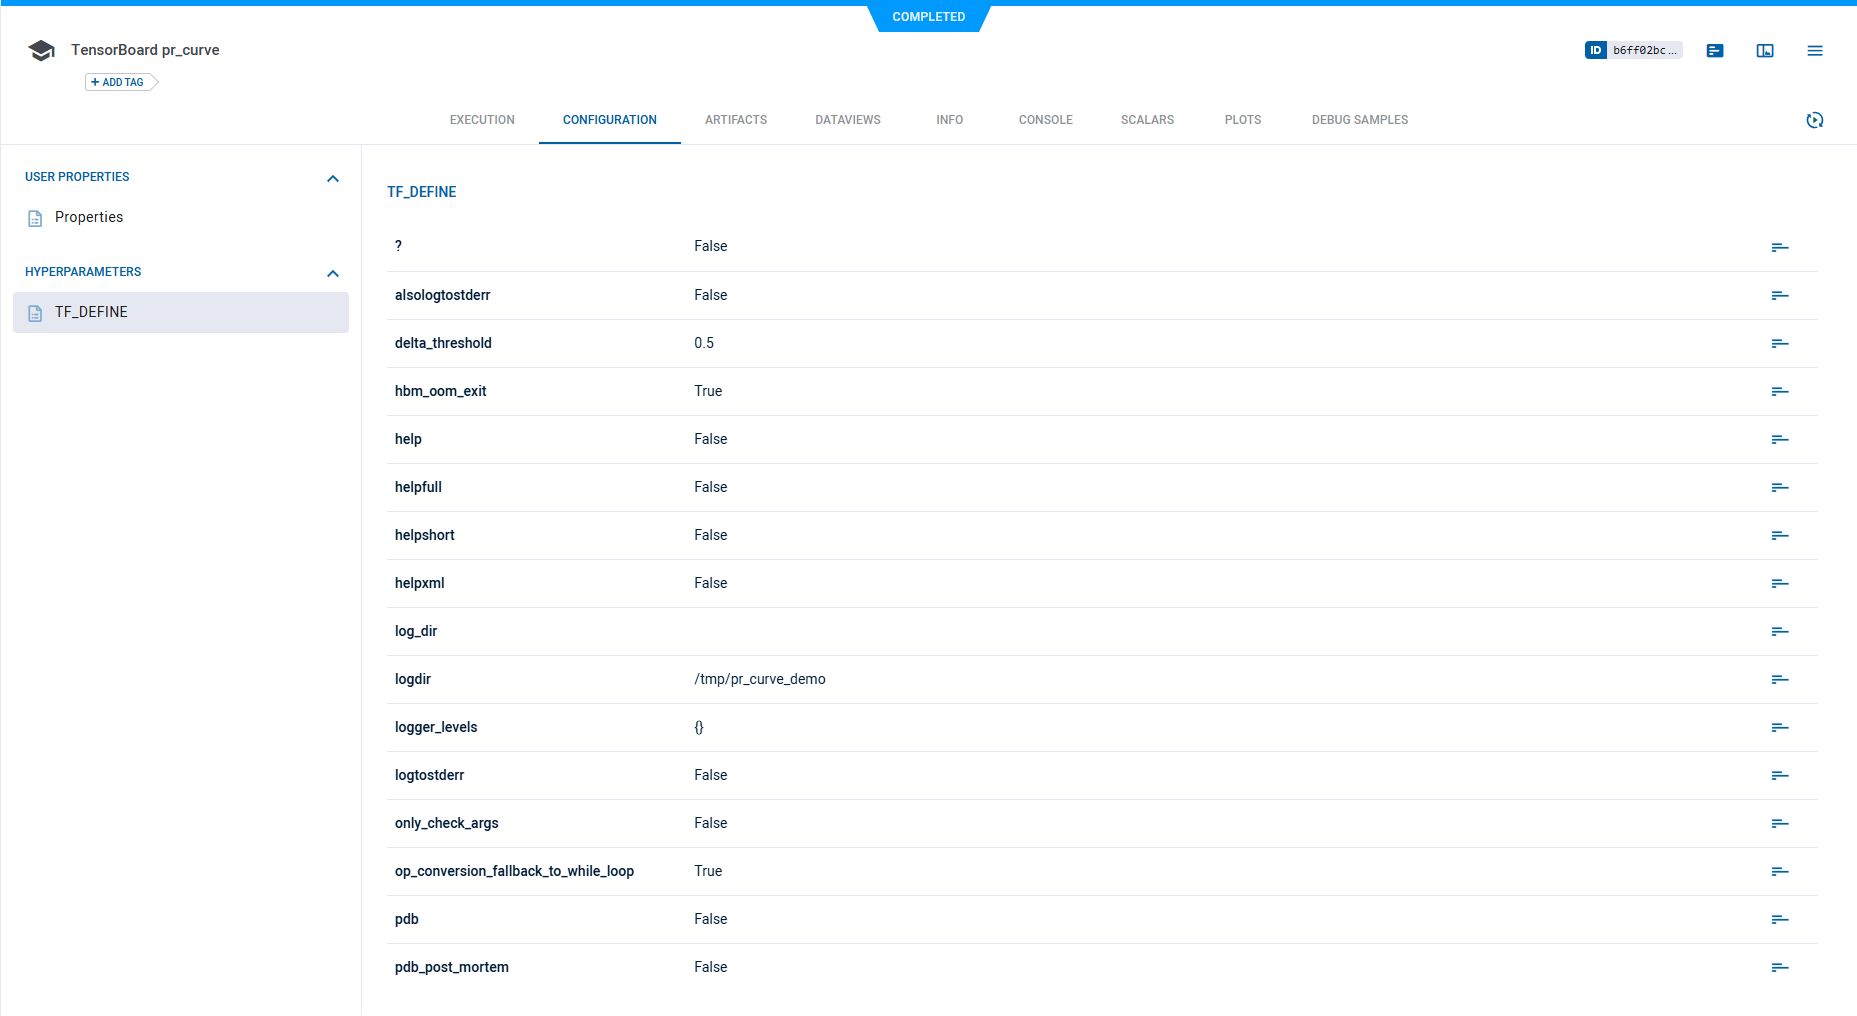 COMPLETED
TensorBoard pr_curve
ID b6ff02bc...
+ ADD TAG
EXECUTION CONFIGURATION ARTIFACTS DATAVIEWS INFO CONSOLE SCALARS PLOTS DEBUG SAMPLES
USER PROPERTIES
Properties
HYPERPARAMETERS
TF_DEFINE
TF_DEFINE
? False
alsologtostderr False
delta_threshold 0.5
hbm_oom_exit True
help False
helpfull False
helpshort False
helpxml False
log_dir
logdir /tmp/pr_curve_demo
logger_levels {}
logtostderr False
only_check_args False
op_conversion_fallback_to_while_loop True
pdb False
pdb_post_mortem False